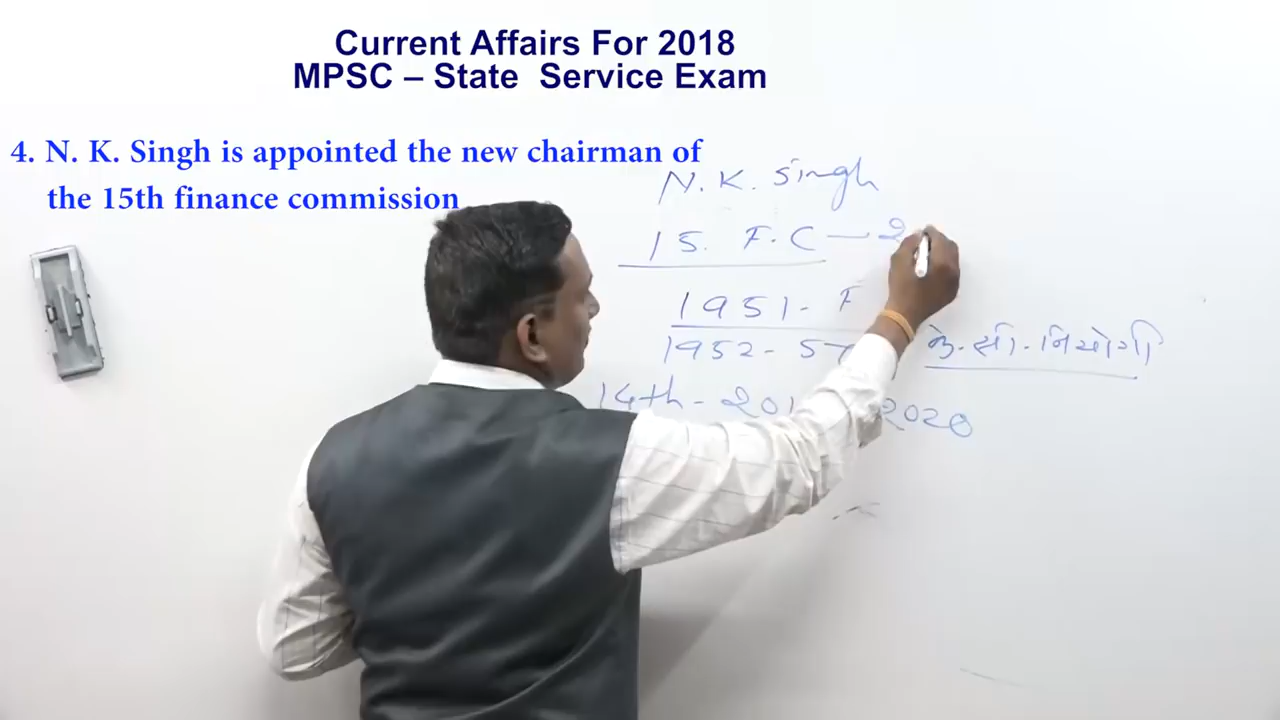 Current Affairs For 2018
MPSC – State Service Exam
4. N. K. Singh is appointed the new chairman of
the 15th finance commission
N. K. Singh
15. F. C — 2
1951- F
1952-57 के.सी.नियोगी
14th- 201 2020